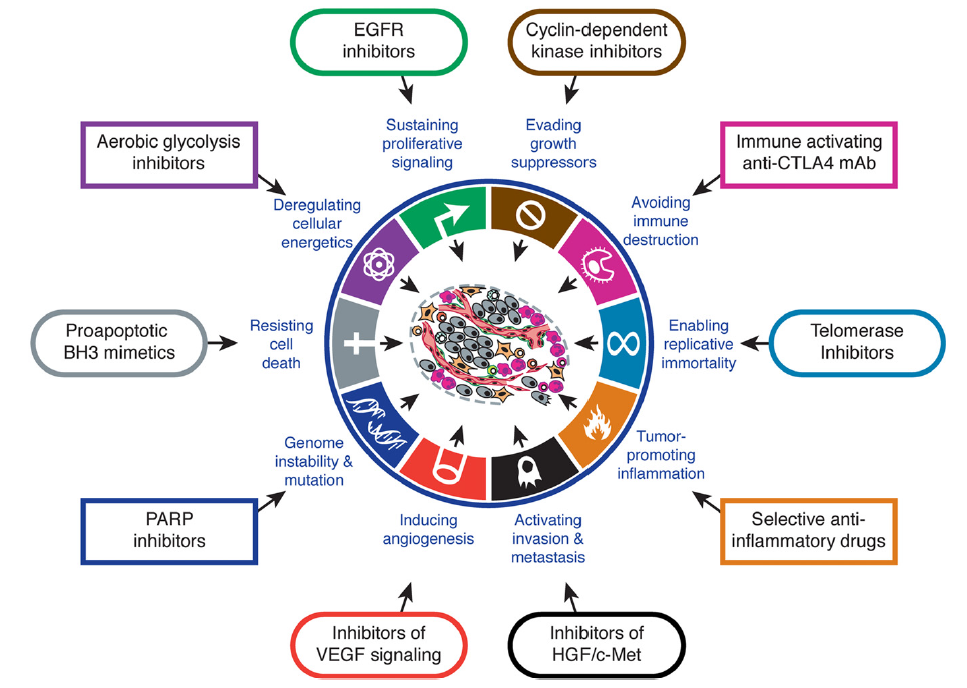 EGFR
inhibitors
Cyclin-dependent
kinase inhibitors
Sustaining
proliferative
signaling
Evading
growth
suppressors
Aerobic glycolysis
inhibitors
Immune activating
anti-CTLA4 mAb
Deregulating
cellular
energetics
Avoiding
immune
destruction
Proapoptotic
BH3 mimetics
Resisting
cell
death
Enabling
replicative
immortality
Telomerase
Inhibitors
Genome
instability &
mutation
Tumor-
promoting
inflammation
PARP
inhibitors
Inducing
angiogenesis
Activating
invasion &
metastasis
Selective anti-
inflammatory drugs
Inhibitors of
VEGF signaling
Inhibitors of
HGF/c-Met